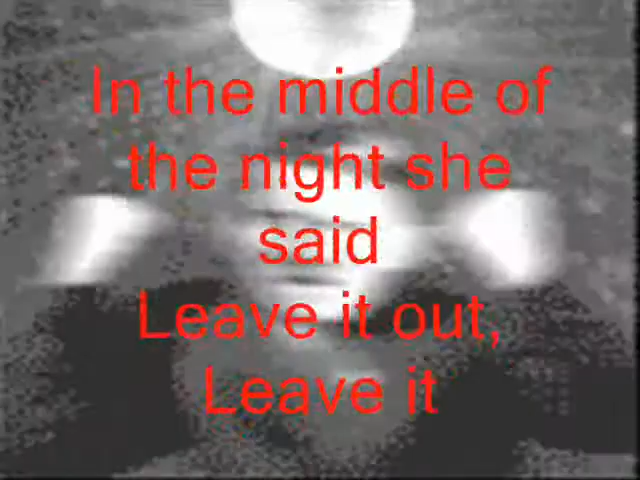 In the middle of
the night she
said
Leave it out,
Leave it